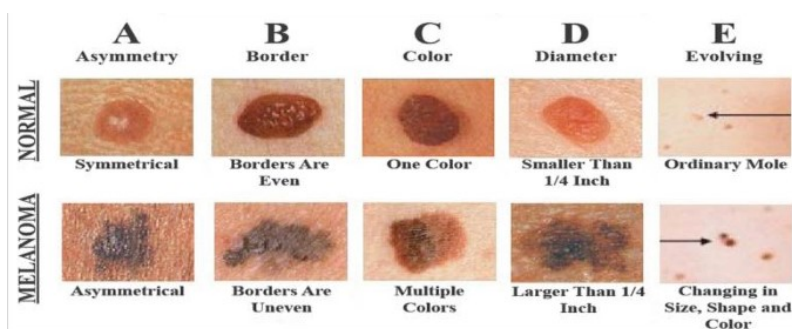 A B C D E
Asymmetry Border Color Diameter Evolving
NORMAL
Symmetrical Borders Are Even One Color Smaller Than 1/4 Inch Ordinary Mole
MELANOMA
Asymmetrical Borders Are Uneven Multiple Colors Larger Than 1/4 Inch Changing in Size, Shape and Color